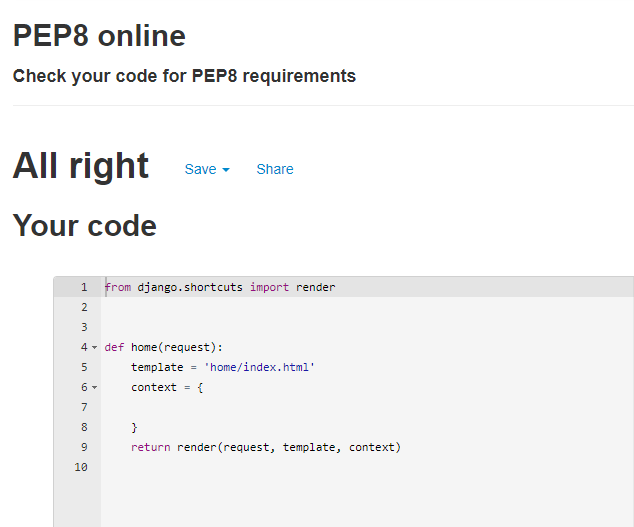 PEP8 online
Check your code for PEP8 requirements
All right Save Share
Your code
1 from django.shortcuts import render
2
3
4 def home(request):
5     template = 'home/index.html'
6     context = {
7
8     }
9     return render(request, template, context)
10